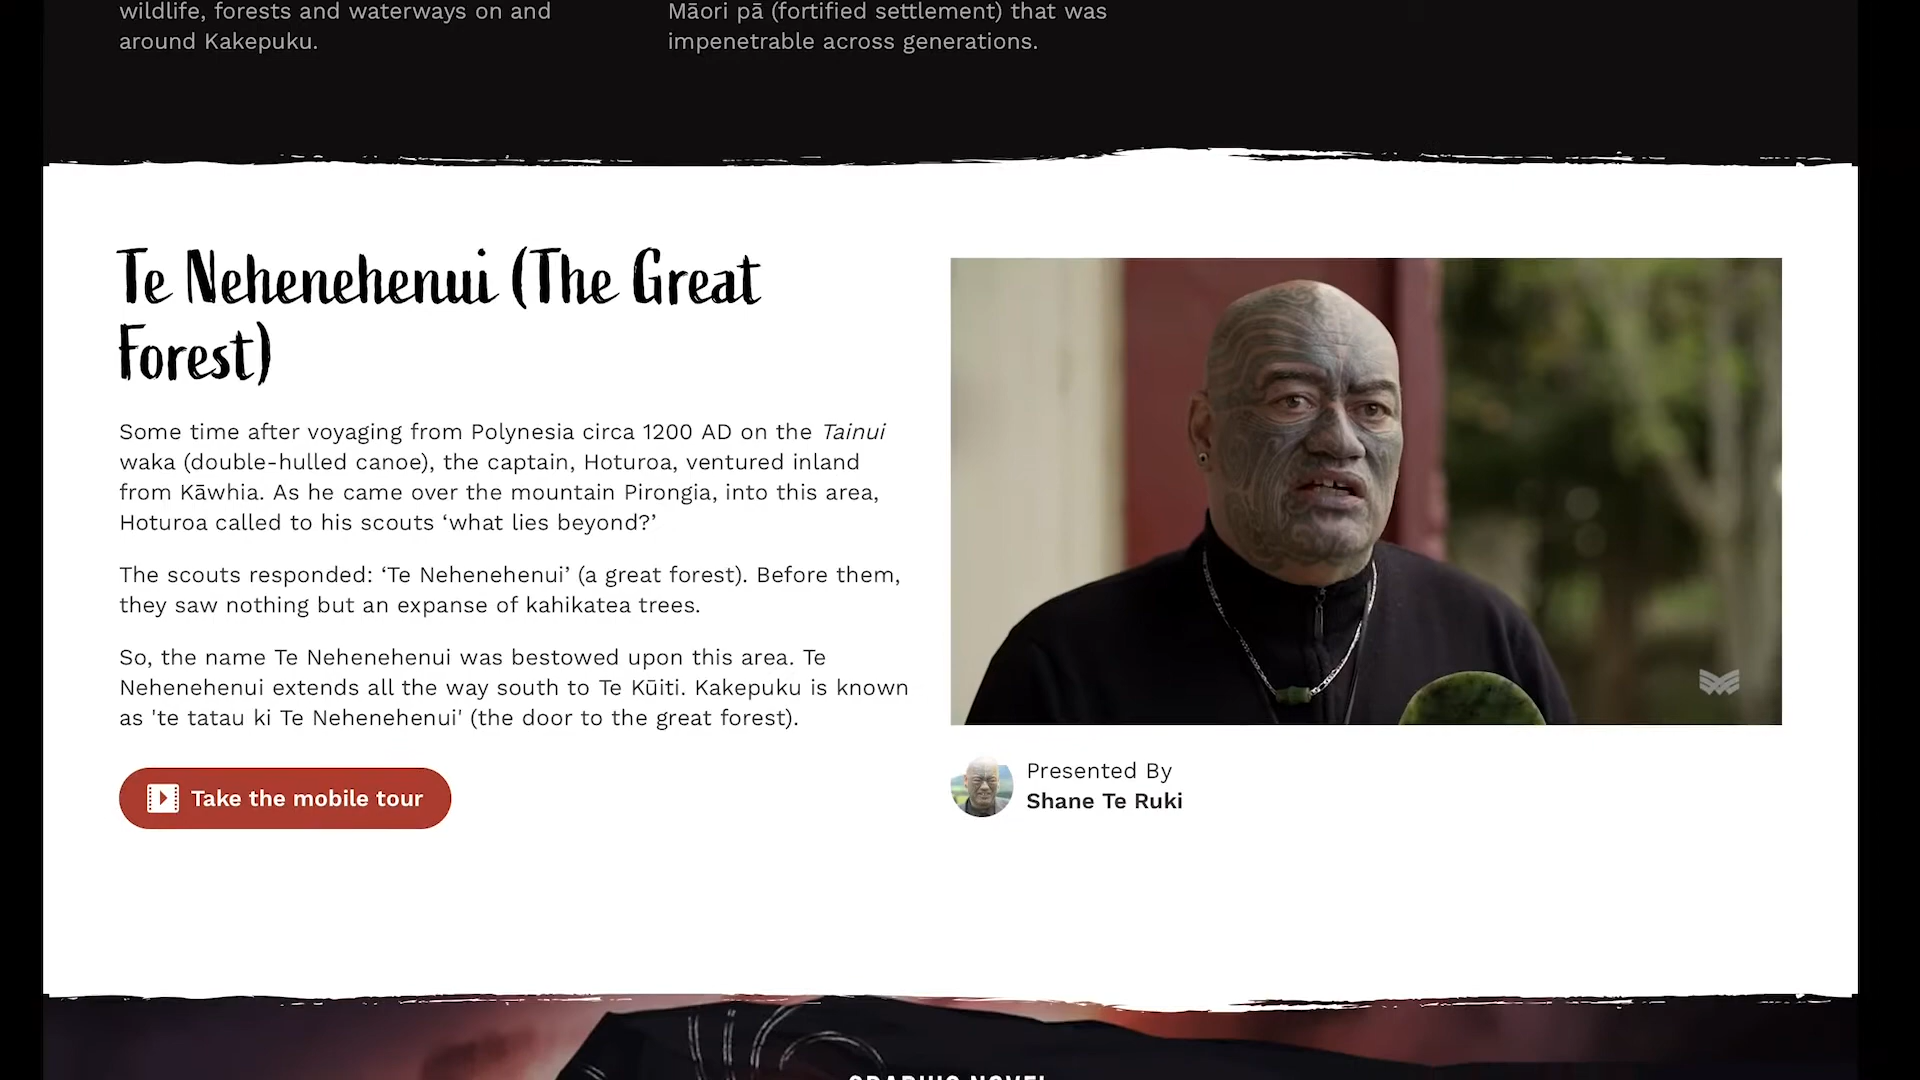 wildlife, forests and waterways on and
around Kakepuku.
Māori pā (fortified settlement) that was
impenetrable across generations.
Te Nehenehenui (The Great
Forest)
Some time after voyaging from Polynesia circa 1200 AD on the Tainui
waka (double-hulled canoe), the captain, Hoturoa, ventured inland
from Kāwhia. As he came over the mountain Pirongia, into this area,
Hoturoa called to his scouts ‘what lies beyond?’
The scouts responded: ‘Te Nehenehenui’ (a great forest). Before them,
they saw nothing but an expanse of kahikatea trees.
So, the name Te Nehenehenui was bestowed upon this area. Te
Nehenehenui extends all the way south to Te Kūiti. Kakepuku is known
as 'te tatau ki Te Nehenehenui' (the door to the great forest).
Take the mobile tour
Presented By
Shane Te Ruki
GRAPHIC NOVEL